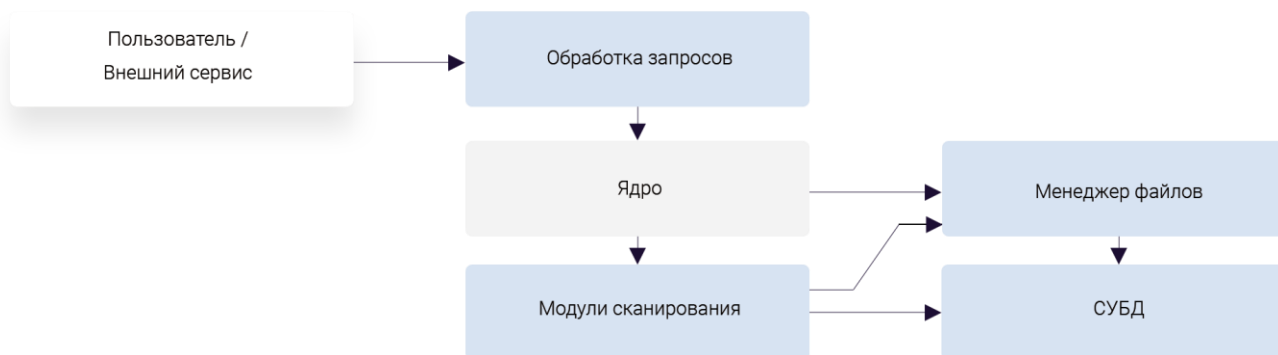 Пользователь /
Внешний сервис
Обработка запросов
Ядро
Менеджер файлов
Модули сканирования
СУБД